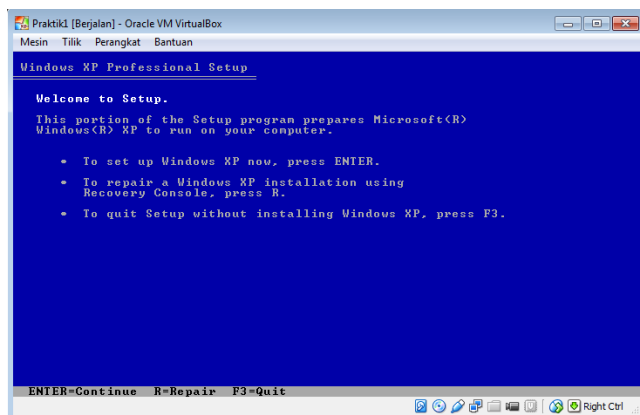 Praktik1 [Berjalan] - Oracle VM VirtualBox
Mesin Tilik Perangkat Bantuan
Windows XP Professional Setup
Welcome to Setup.
This portion of the Setup program prepares Microsoft(R)
Windows(R) XP to run on your computer.
• To set up Windows XP now, press ENTER.
• To repair a Windows XP installation using
Recovery Console, press R.
• To quit Setup without installing Windows XP, press F3.
ENTER=Continue R=Repair F3=Quit
Right Ctrl